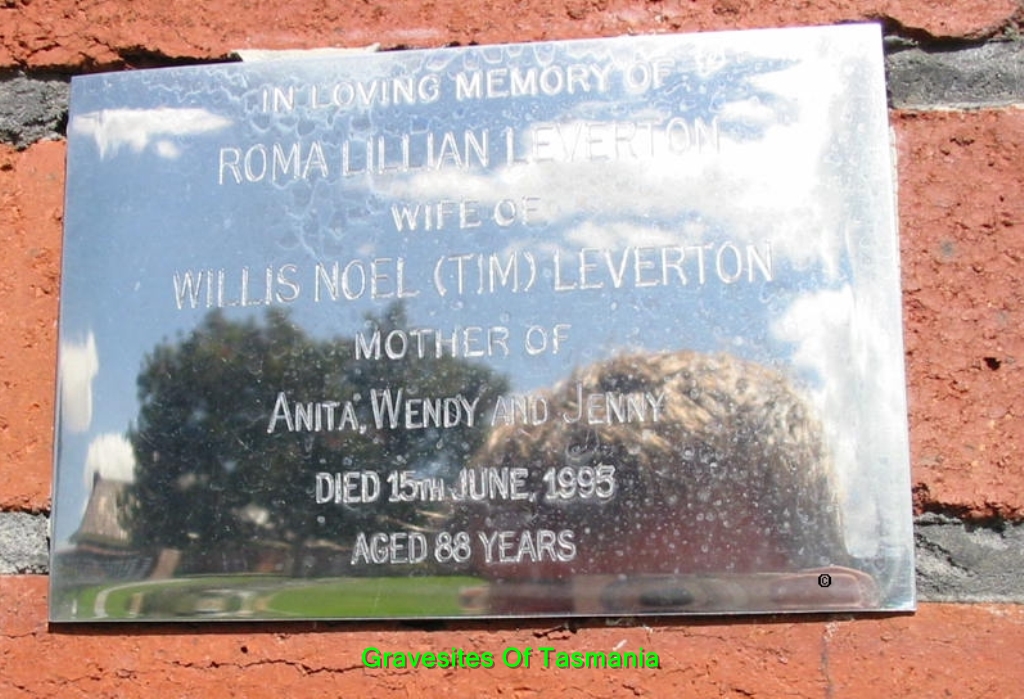 IN LOVING MEMORY OF
ROMA LILLIAN LEVERTON
WIFE OF
WILLIS NOEL (TIM) LEVERTON
MOTHER OF
ANITA, WENDY AND JENNY
DIED 15TH JUNE, 1995
AGED 88 YEARS
©
Gravesites Of Tasmania